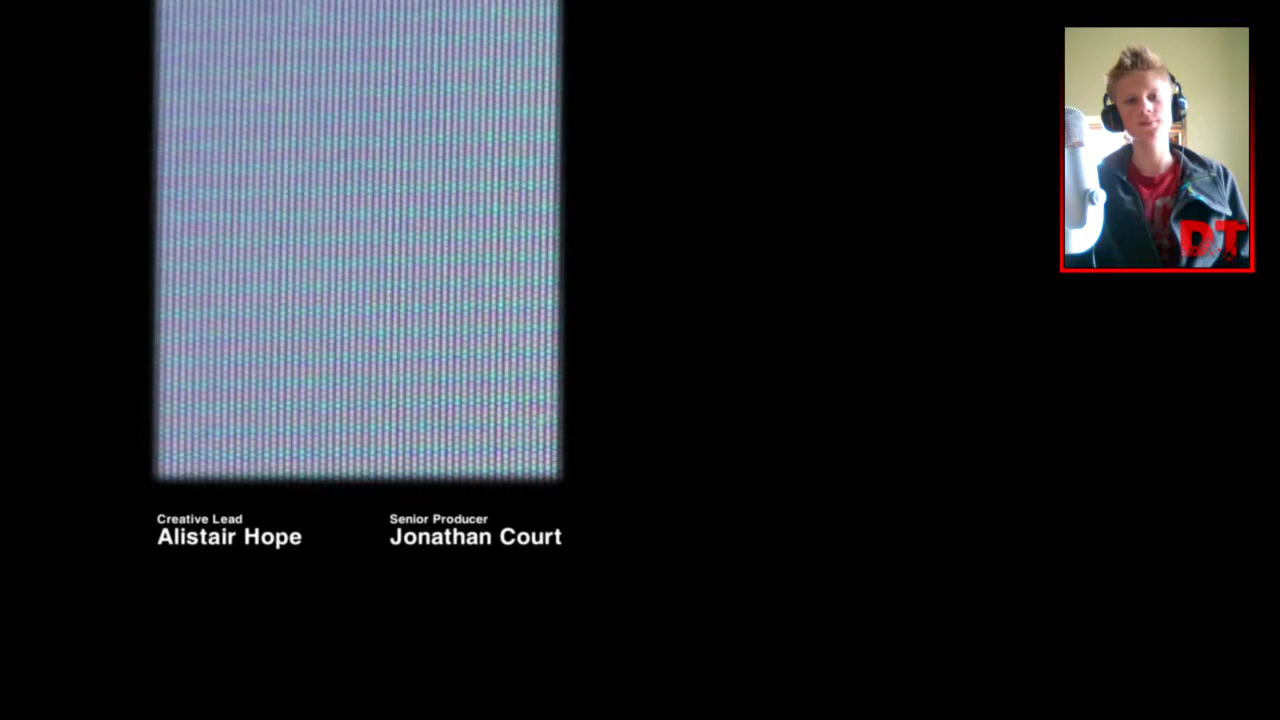 Creative Lead
Alistair Hope
Senior Producer
Jonathan Court
DT